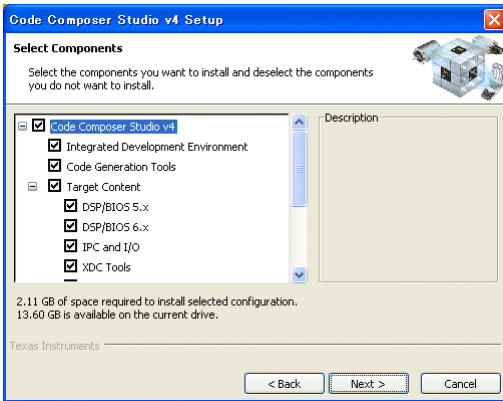 Code Composer Studio v4 Setup
Select Components
Select the components you want to install and deselect the components
you do not want to install.
Code Composer Studio v4
Integrated Development Environment
Code Generation Tools
Target Content
DSP/BIOS 5.x
DSP/BIOS 6.x
IPC and I/O
XDC Tools
Description
2.11 GB of space required to install selected configuration.
13.60 GB is available on the current drive.
Texas Instruments
< Back
Next >
Cancel